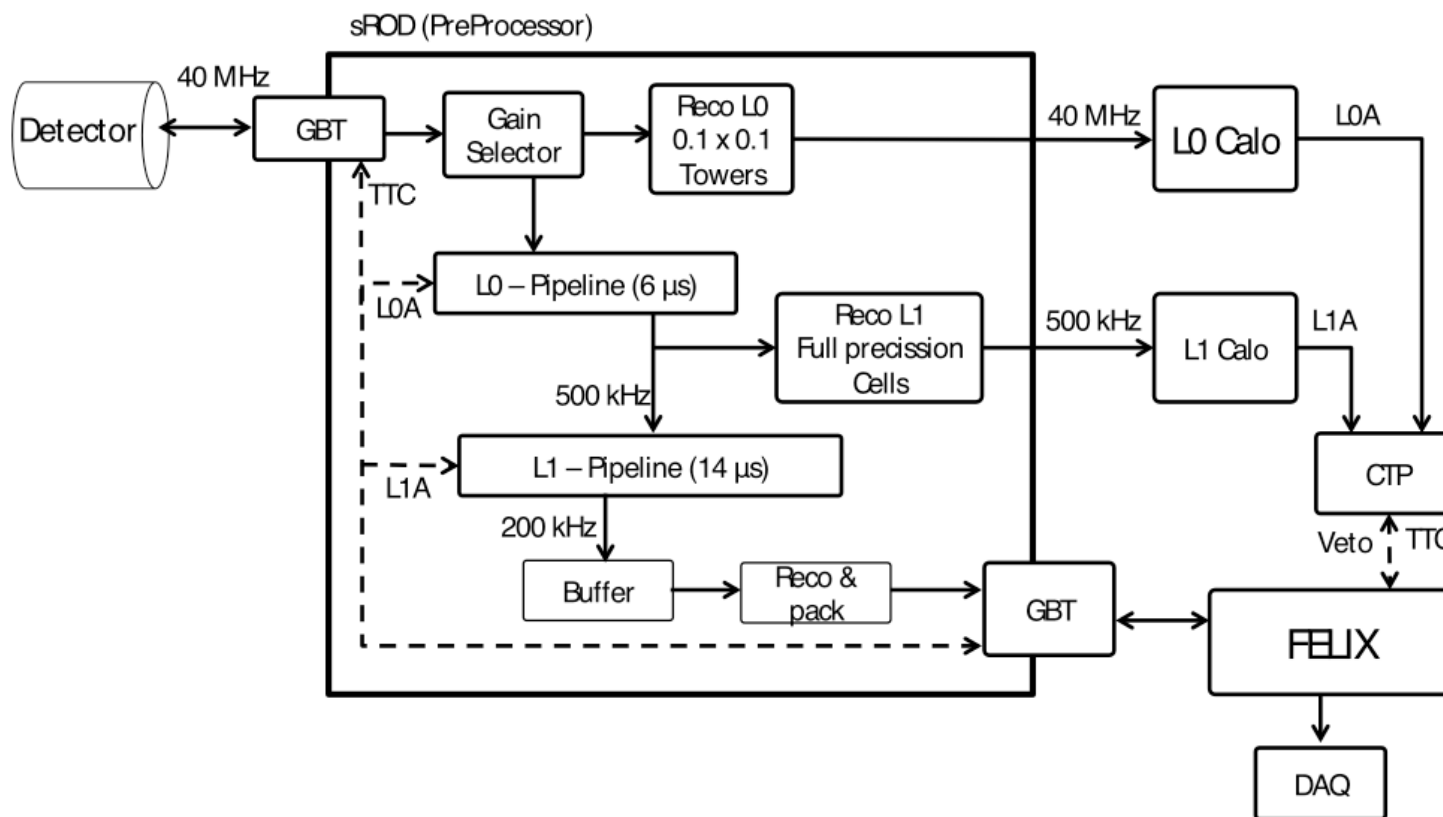 sROD (PreProcessor)
40 MHz
Detector
GBT
Gain
Selector
Reco L0
0.1 x 0.1
Towers
40 MHz
L0 Calo
L0A
TTC
L0 – Pipeline (6 µs)
L0A
Reco L1
Full precission
Cells
500 kHz
L1 Calo
L1A
500 kHz
L1 – Pipeline (14 µs)
L1A
CTP
200 kHz
Veto
TTC
Buffer
Reco &
pack
GBT
FELIX
DAQ